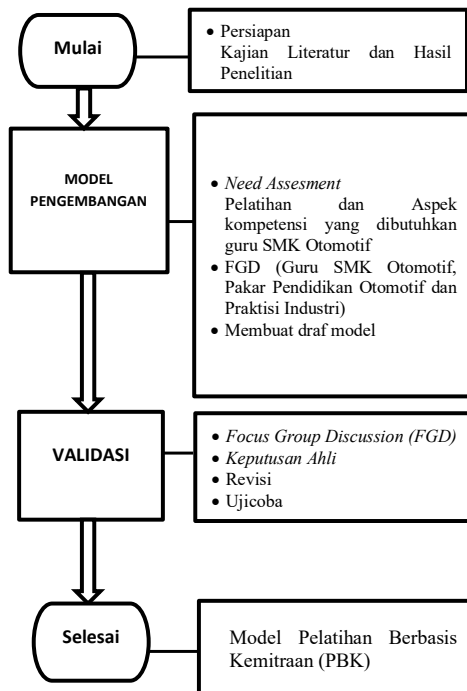 Mulai
• Persiapan
Kajian Literatur dan Hasil
Penelitian
MODEL
PENGEMBANGAN
• Need Assesment
Pelatihan dan Aspek
kompetensi yang dibutuhkan
guru SMK Otomotif
• FGD (Guru SMK Otomotif,
Pakar Pendidikan Otomotif dan
Praktisi Industri)
• Membuat draf model
VALIDASI
• Focus Group Discussion (FGD)
• Keputusan Ahli
• Revisi
• Ujicoba
Selesai
Model Pelatihan Berbasis
Kemitraan (PBK)